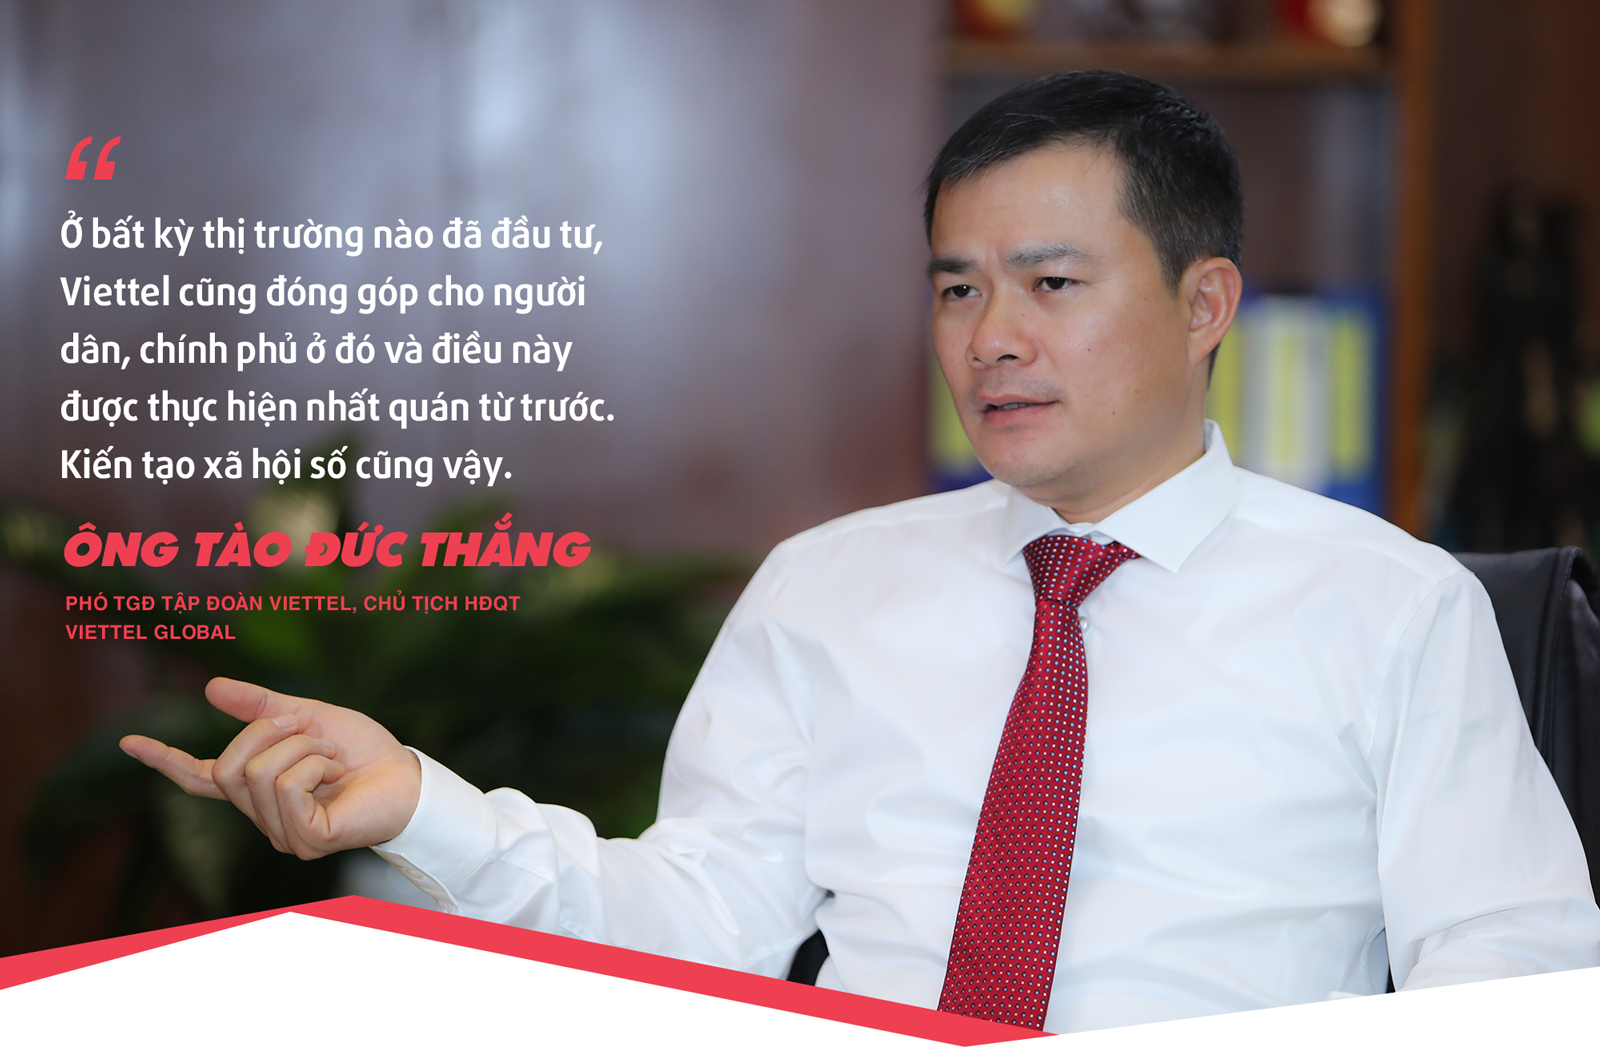 “
Ở bất kỳ thị trường nào đã đầu tư,
Viettel cũng đóng góp cho người
dân, chính phủ ở đó và điều này
được thực hiện nhất quán từ trước.
Kiến tạo xã hội số cũng vậy.
ÔNG TÀO ĐỨC THẮNG
PHÓ TGĐ TẬP ĐOÀN VIETTEL, CHỦ TỊCH HĐQT
VIETTEL GLOBAL